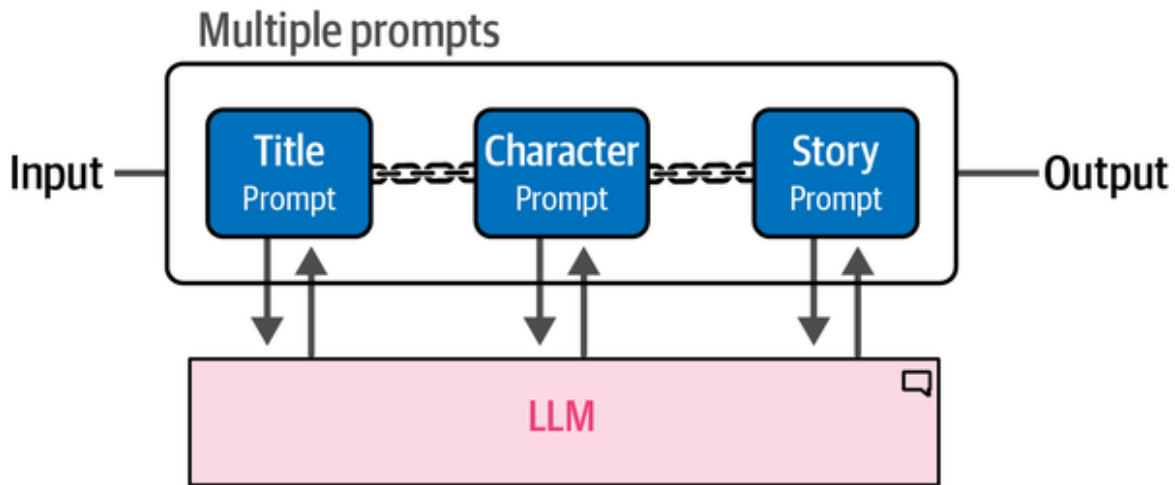 Multiple prompts
Input
Title
Prompt
Character
Prompt
Story
Prompt
Output
LLM